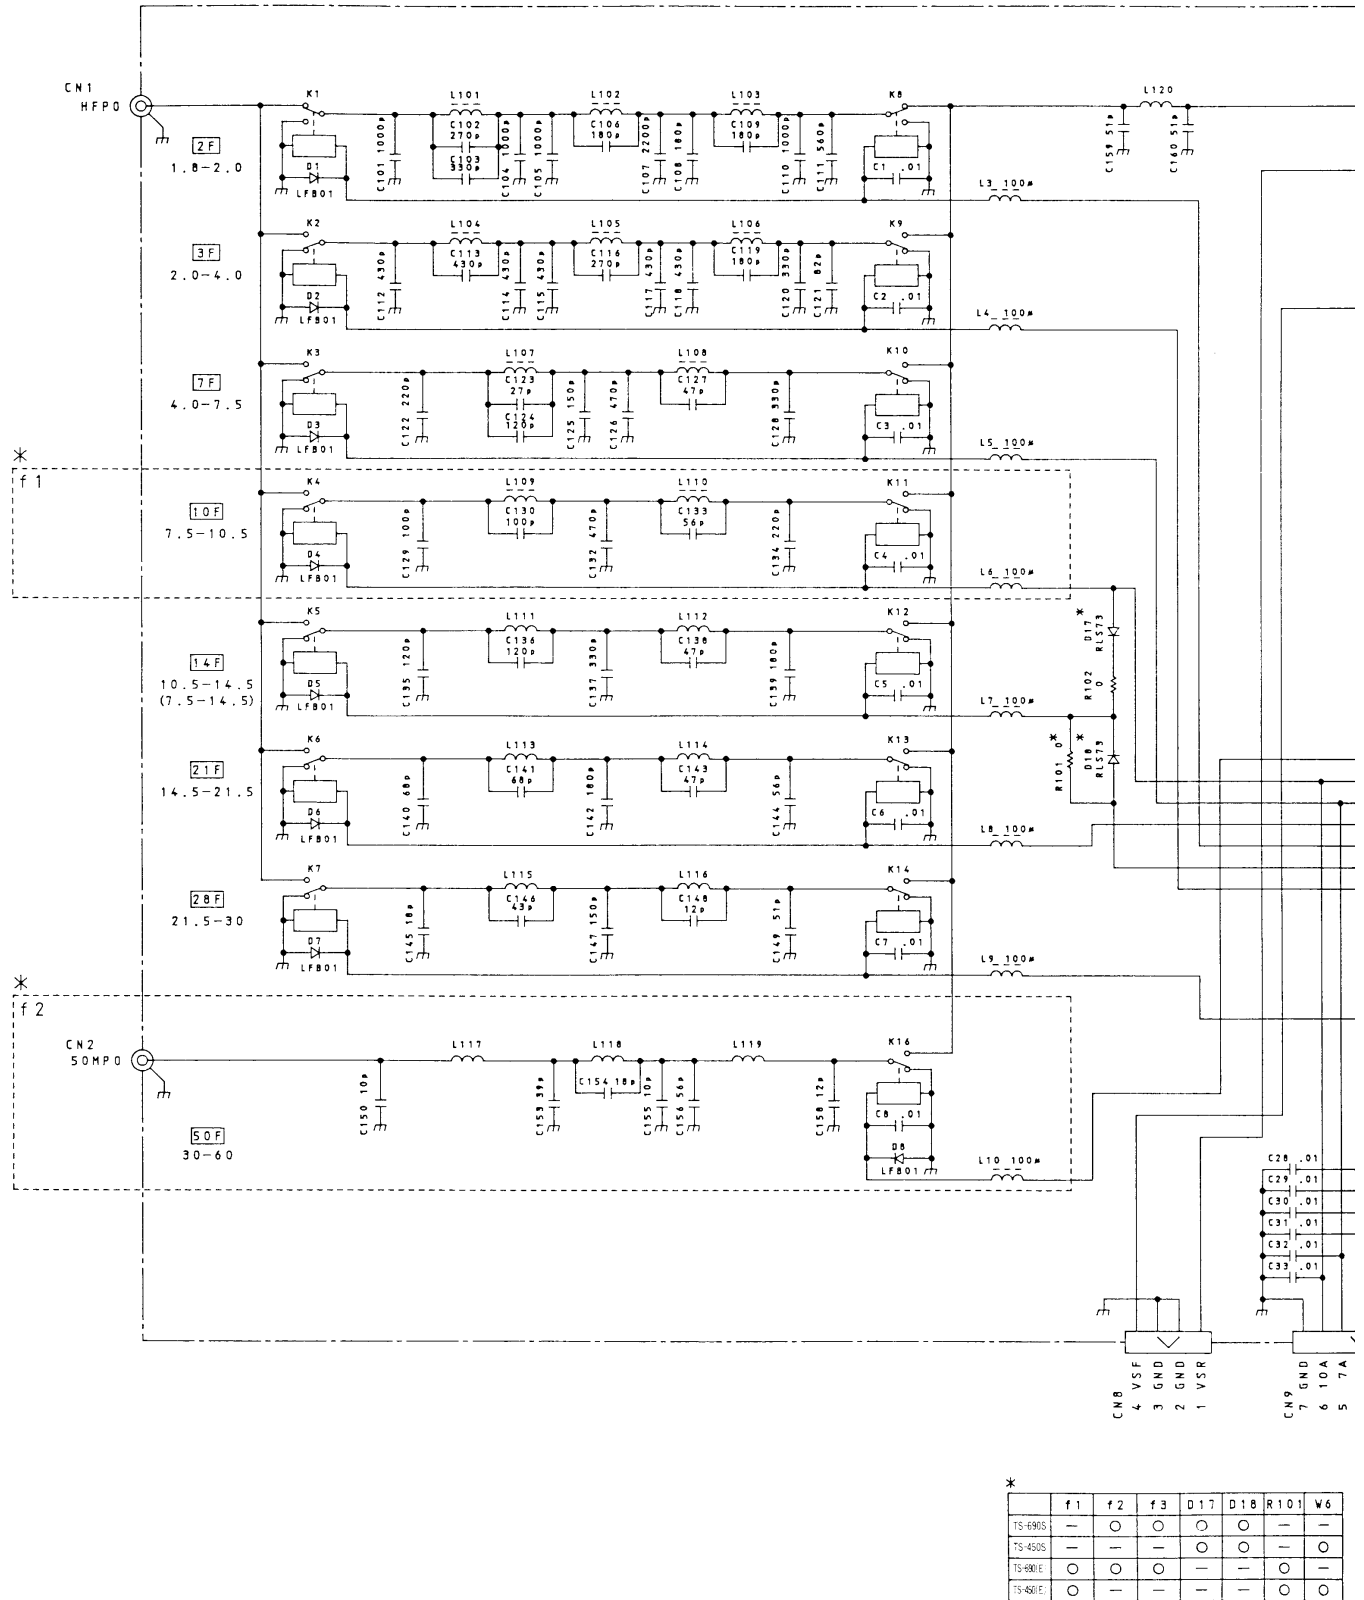 CN1
HFPO
2F
1.8-2.0
K1
D1
LFB01
C101 1000P
L101
C102
270P
C103
330P
C104 1000P
C105 1000P
L102
C106
180P
C107 2200P
C108 180P
L103
C109
180P
C110 1000P
C111 560P
K8
C1 .01
L3 100μ
L120
C159 51P
C160 51P
3F
2.0-4.0
K2
D2
LFB01
C112 430P
L104
C113
430P
C114 430P
C115 430P
L105
C116
270P
C117 430P
C118 430P
L106
C119
180P
C120 330P
C121 82P
K9
C2 .01
L4 100μ
7F
4.0-7.5
K3
D3
LFB01
C122 220P
L107
C123
27P
C124
120P
C125 150P
C126 470P
L108
C127
47P
C128 330P
K10
C3 .01
L5 100μ
*
f1
10F
7.5-10.5
K4
D4
LFB01
C129 100P
L109
C130
100P
C132 470P
L110
C133
56P
C134 220P
K11
C4 .01
L6 100μ
14F
10.5-14.5
(7.5-14.5)
K5
D5
LFB01
C135 120P
L111
C136
120P
C137 330P
L112
C138
47P
C139 180P
K12
C5 .01
L7 100μ
D17 *
RLS73
R102
0
R101 0*
D18 *
RLS73
21F
14.5-21.5
K6
D6
LFB01
C140 68P
L113
C141
68P
C142 180P
L114
C143
47P
C144 56P
K13
C6 .01
L8 100μ
28F
21.5-30
K7
D7
LFB01
C145 18P
L115
C146
43P
C147 150P
L116
C148
12P
C149 51P
K14
C7 .01
L9 100μ
*
f2
CN2
50MPO
50F
30-60
C150 10P
L117
C153 39P
L118
C154 18P
C155 10P
C156 56P
L119
C158 12P
K16
C8 .01
D8
LFB01
L10 100μ
C28 .01
C29 .01
C30 .01
C31 .01
C32 .01
C33 .01
CN8
4 VSF
3 GND
2 GND
1 VSR
CN9
7 GND
6 10A
5 7A
*
f1 f2 f3 D17 D18 R101 W6
TS-690S — ○ ○ ○ ○ — —
TS-450S — — — ○ ○ — ○
TS-690(E) ○ ○ ○ — — ○ —
TS-450(E) ○ — — — — ○ ○